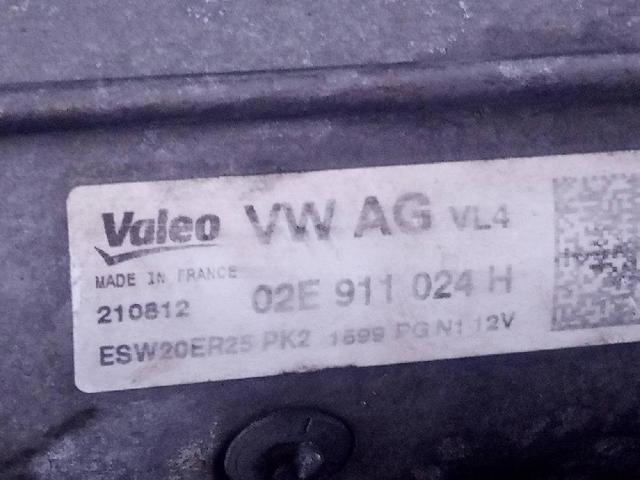 Valeo VW AG VL4
MADE IN FRANCE
210812 02E 911 024 H
ESW20ER25 PK2 1599 PG N1 12V